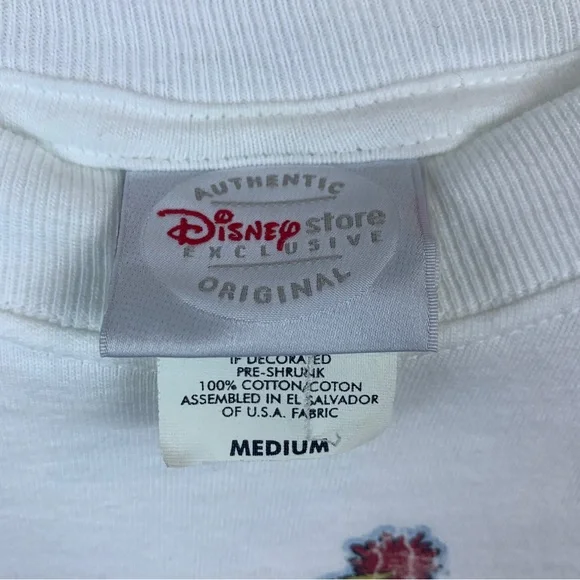 AUTHENTIC
Disney store
EXCLUSIVE
ORIGINAL
IF DECORATED
PRE-SHRUNK
100% COTTON/COTON
ASSEMBLED IN EL SALVADOR
OF U.S.A. FABRIC
MEDIUM